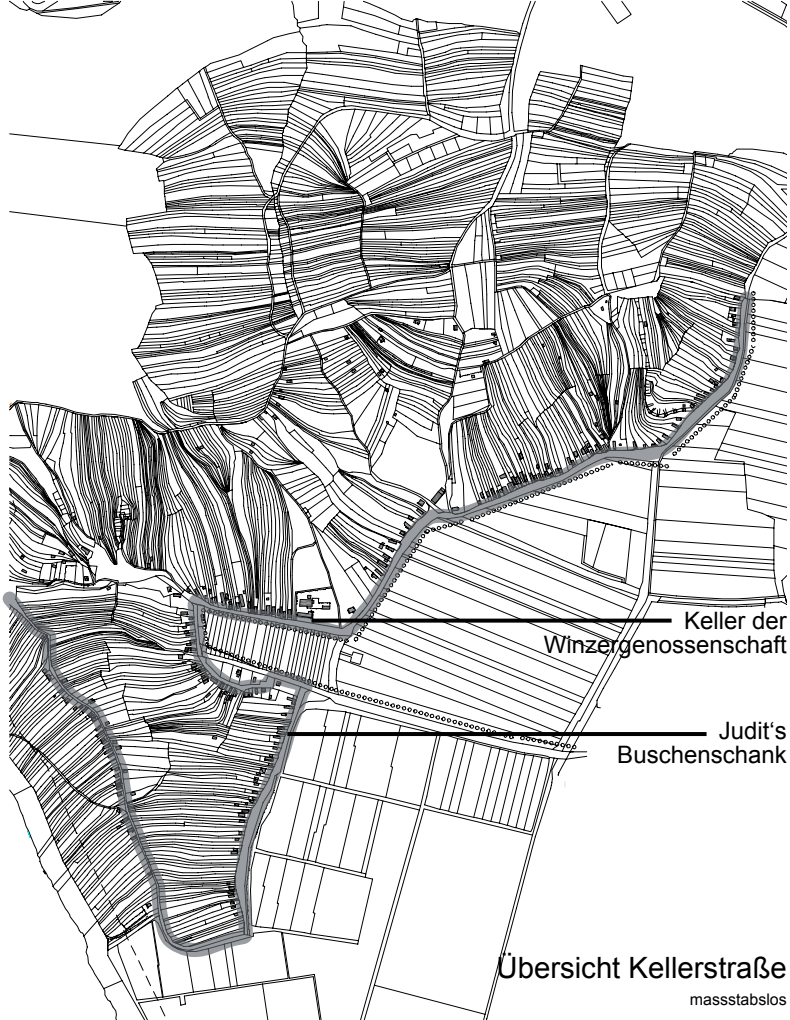 Keller der
Winzergenossenschaft
Judit‘s
Buschenschank
Übersicht Kellerstraße
massstabslos